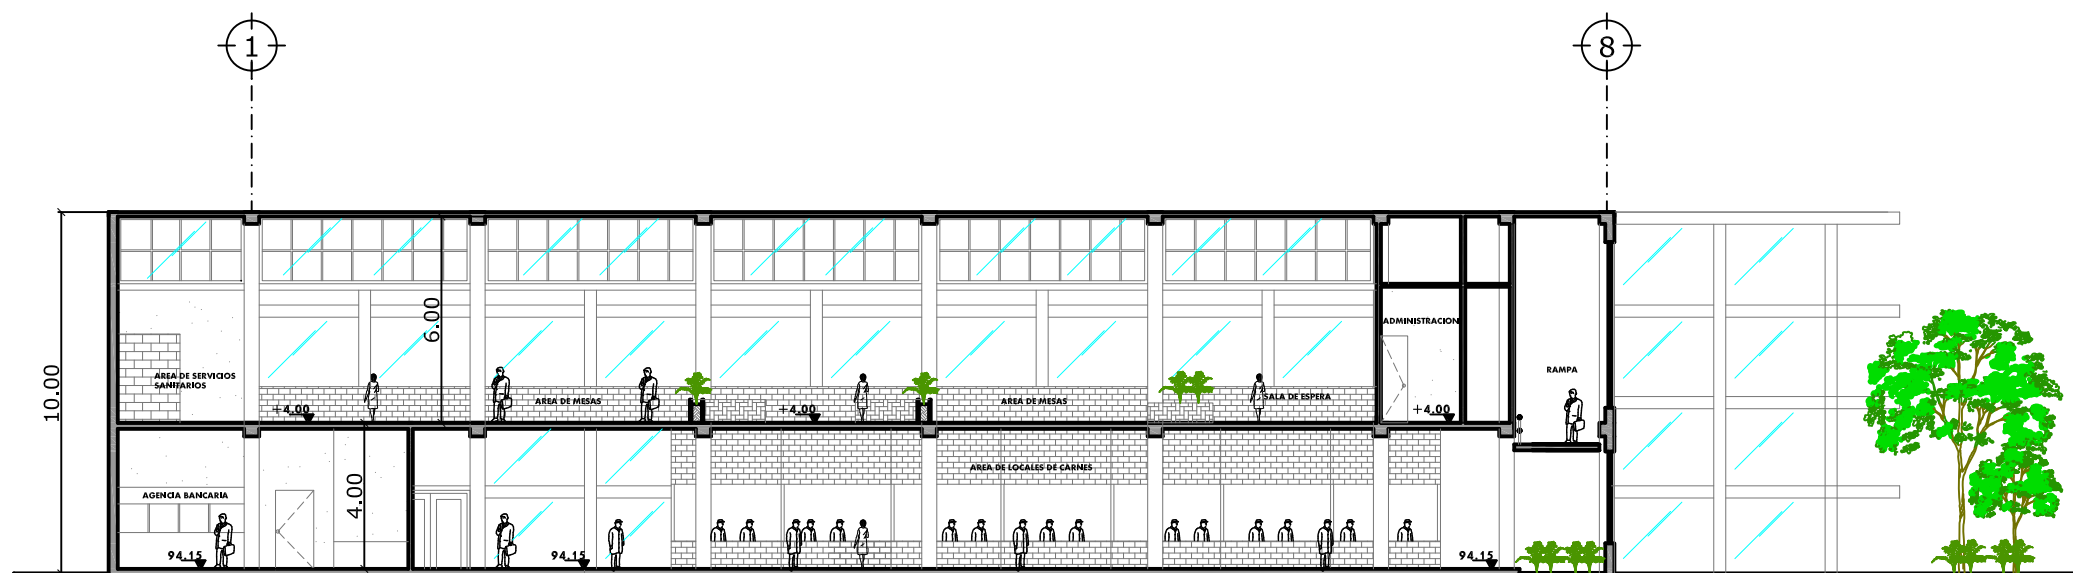 1
8
10.00
6.00
ADMINISTRACION
RAMPA
AREA DE SERVICIOS
SANITARIOS
AREA DE MESAS
AREA DE MESAS
SALA DE ESPERA
+4.00
+4.00
+4.00
AREA DE LOCALES DE CARNES
AGENCIA BANCARIA
4.00
94.15
94.15
94.15